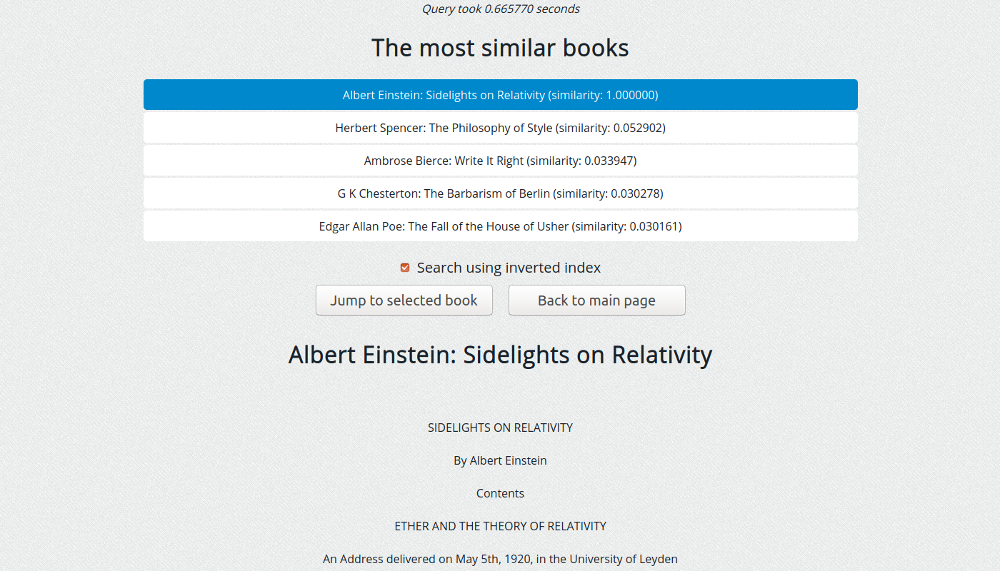 Query took 0.665770 seconds
The most similar books
Albert Einstein: Sidelights on Relativity (similarity: 1.000000)
Herbert Spencer: The Philosophy of Style (similarity: 0.052902)
Ambrose Bierce: Write It Right (similarity: 0.033947)
G K Chesterton: The Barbarism of Berlin (similarity: 0.030278)
Edgar Allan Poe: The Fall of the House of Usher (similarity: 0.030161)
Search using inverted index
Jump to selected book
Back to main page
Albert Einstein: Sidelights on Relativity
SIDELIGHTS ON RELATIVITY
By Albert Einstein
Contents
ETHER AND THE THEORY OF RELATIVITY
An Address delivered on May 5th, 1920, in the University of Leyden